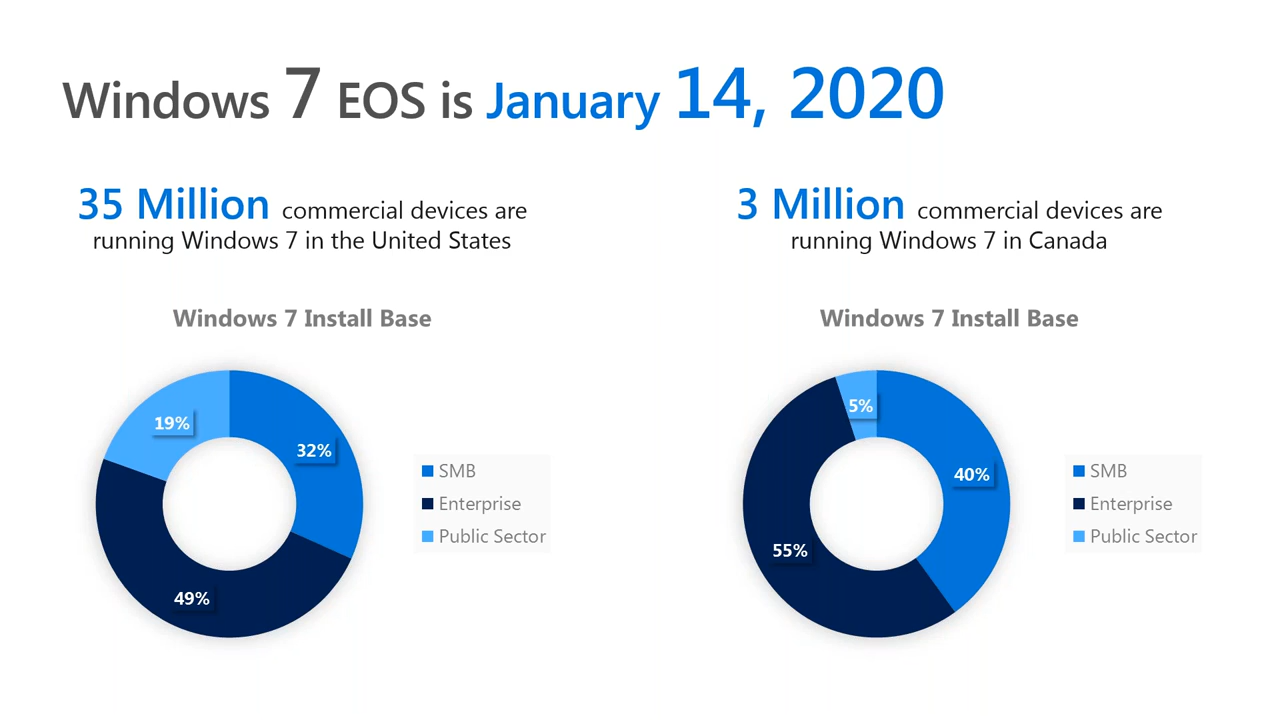 Windows 7 EOS is January 14, 2020
35 Million commercial devices are
running Windows 7 in the United States
Windows 7 Install Base
19%
32%
49%
SMB
Enterprise
Public Sector
3 Million commercial devices are
running Windows 7 in Canada
Windows 7 Install Base
5%
40%
55%
SMB
Enterprise
Public Sector